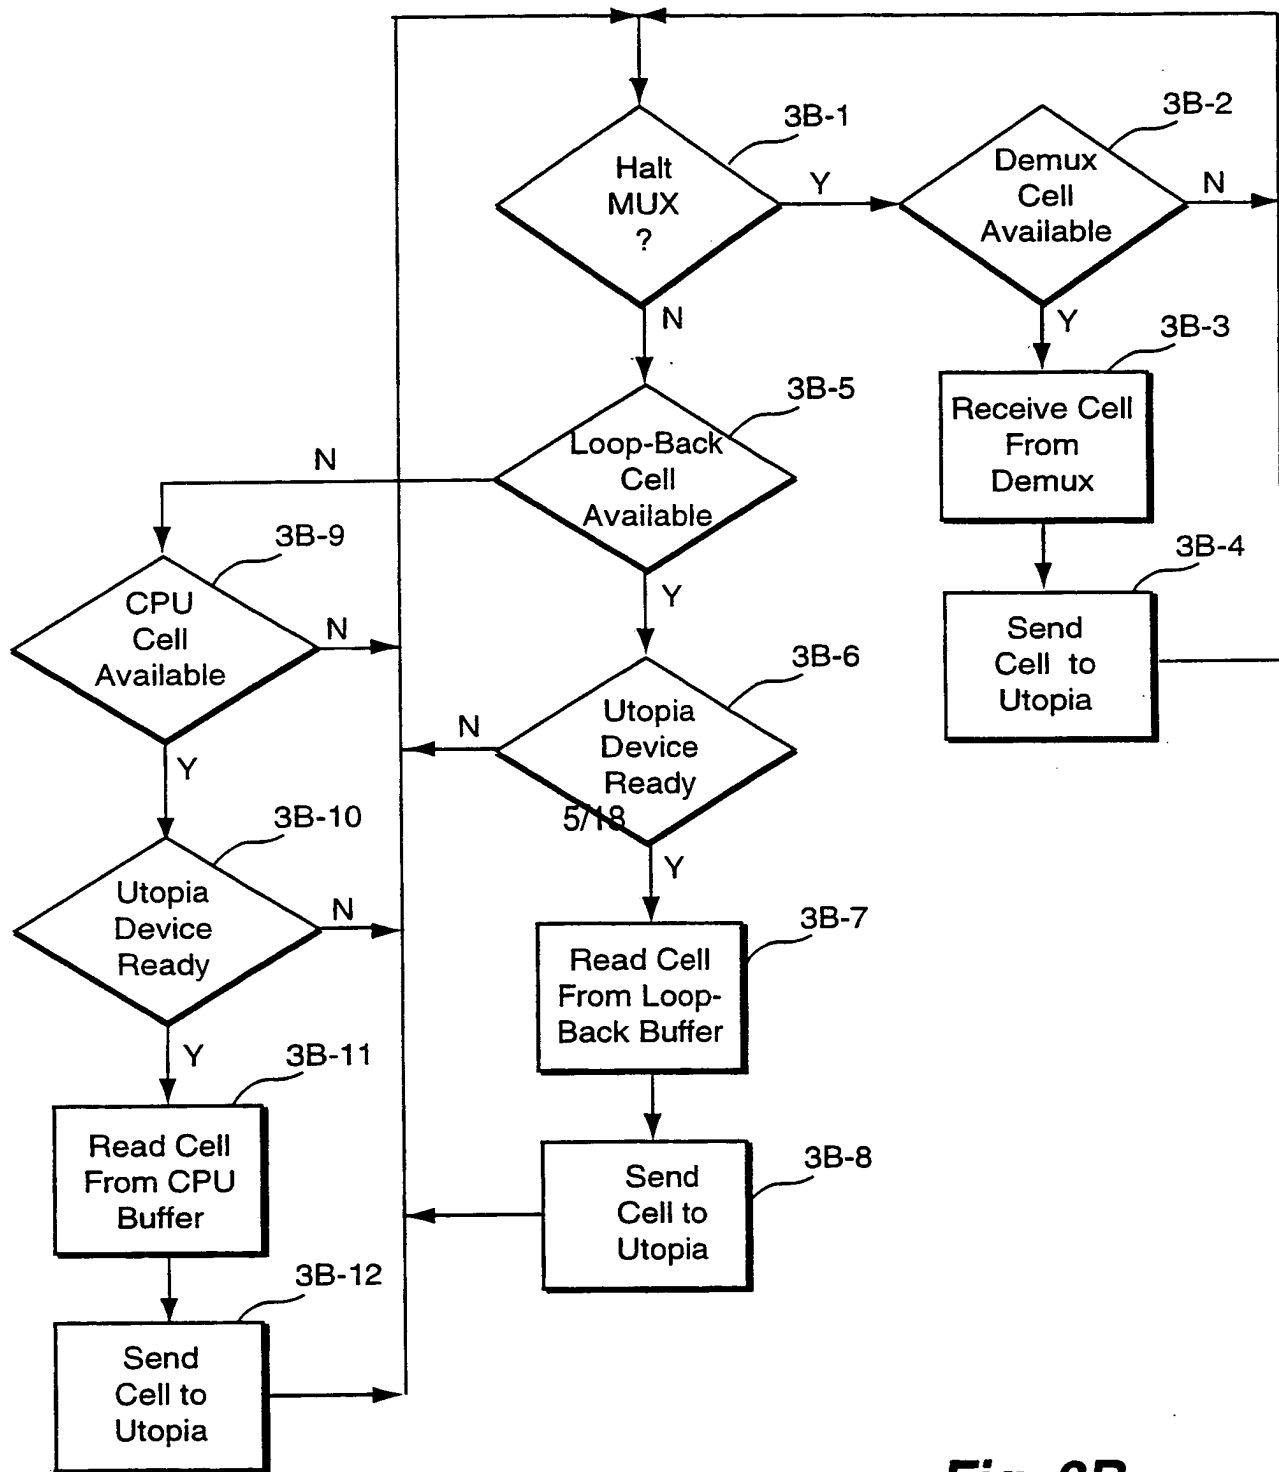 3B-1
Halt
MUX
?
Y
N
3B-2
Demux
Cell
Available
N
Y
3B-3
Receive Cell
From
Demux
3B-4
Send
Cell to
Utopia
3B-5
Loop-Back
Cell
Available
N
Y
3B-6
Utopia
Device
Ready
N
5/18
Y
3B-7
Read Cell
From Loop-
Back Buffer
3B-8
Send
Cell to
Utopia
3B-9
CPU
Cell
Available
N
Y
3B-10
Utopia
Device
Ready
N
Y
3B-11
Read Cell
From CPU
Buffer
3B-12
Send
Cell to
Utopia